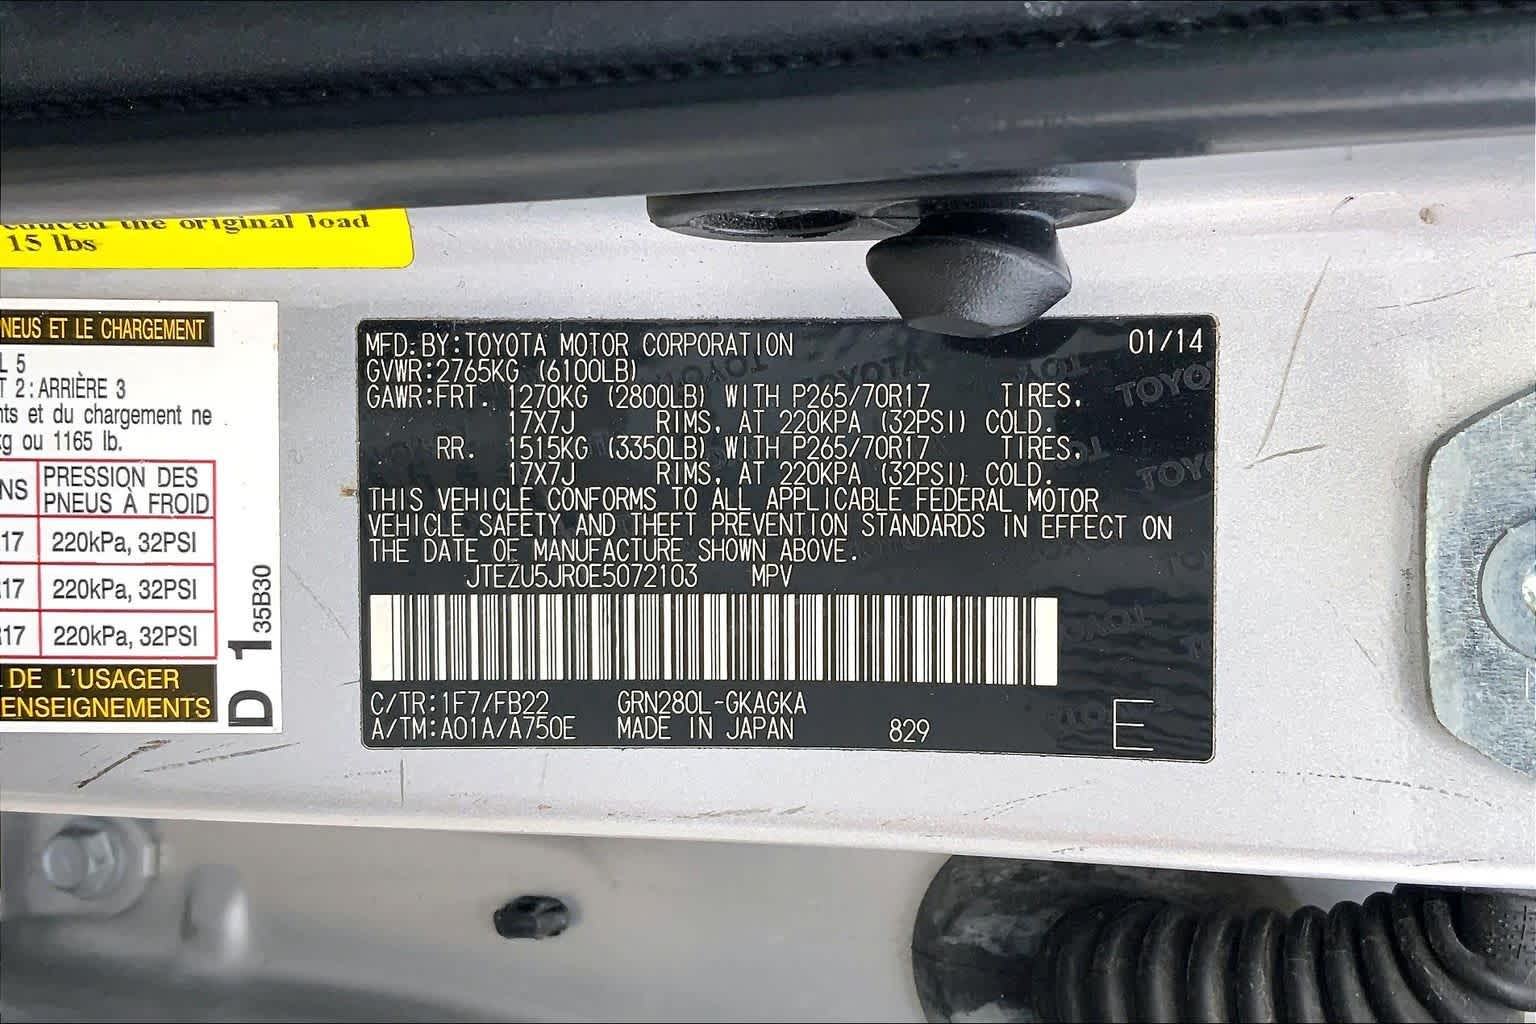 the original load
15 lbs
PNEUS ET LE CHARGEMENT
L 5
T 2: ARRIÈRE 3
nts et du chargement ne
kg ou 1165 lb.
NS PRESSION DES
PNEUS À FROID
17 220kPa, 32PSI
17 220kPa, 32PSI
17 220kPa, 32PSI
DE L'USAGER
ENSEIGNEMENTS
D 1 35B30
MFD. BY: TOYOTA MOTOR CORPORATION 01/14
GVWR: 2765KG (6100LB)
GAWR: FRT. 1270KG (2800LB) WITH P265/70R17 TIRES,
17X7J RIMS, AT 220KPA (32PSI) COLD.
RR. 1515KG (3350LB) WITH P265/70R17 TIRES,
17X7J RIMS, AT 220KPA (32PSI) COLD.
THIS VEHICLE CONFORMS TO ALL APPLICABLE FEDERAL MOTOR
VEHICLE SAFETY AND THEFT PREVENTION STANDARDS IN EFFECT ON
THE DATE OF MANUFACTURE SHOWN ABOVE.
JTEZU5JR0E5072103 MPV
C/TR: 1F7/FB22 GRN280L-GKAGKA
A/TM: A01A/A750E MADE IN JAPAN 829 E